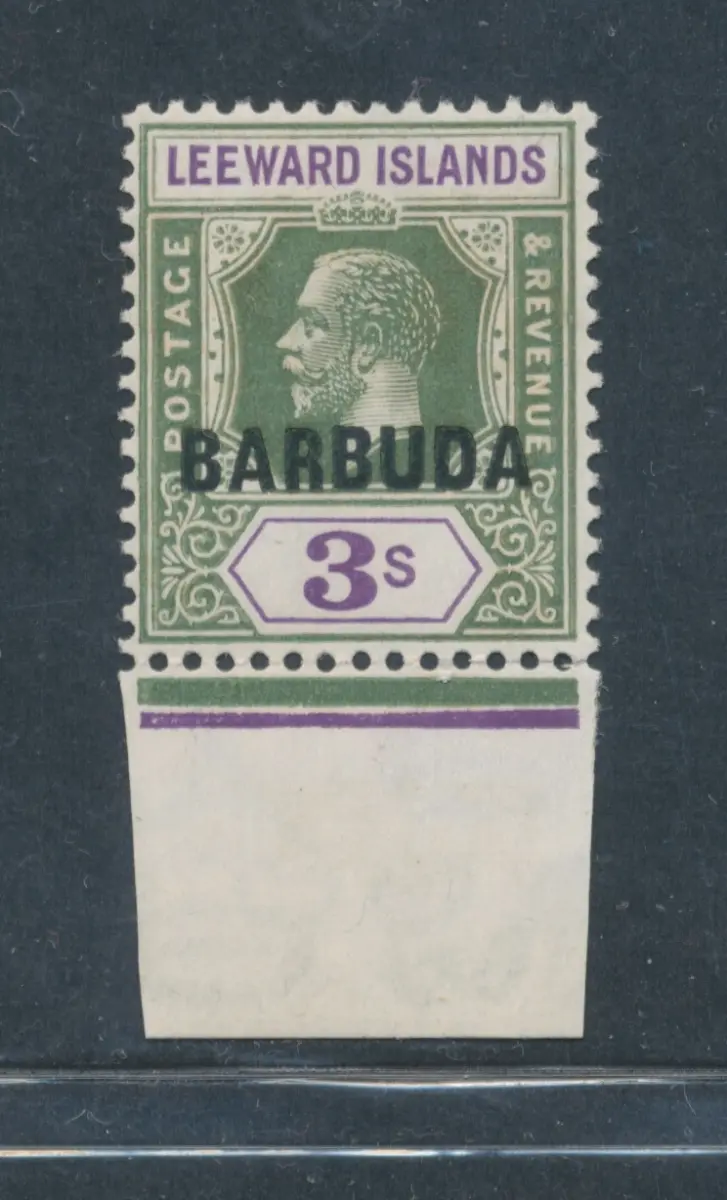 LEEWARD ISLANDS
POSTAGE
& REVENUE
BARBUDA
3s